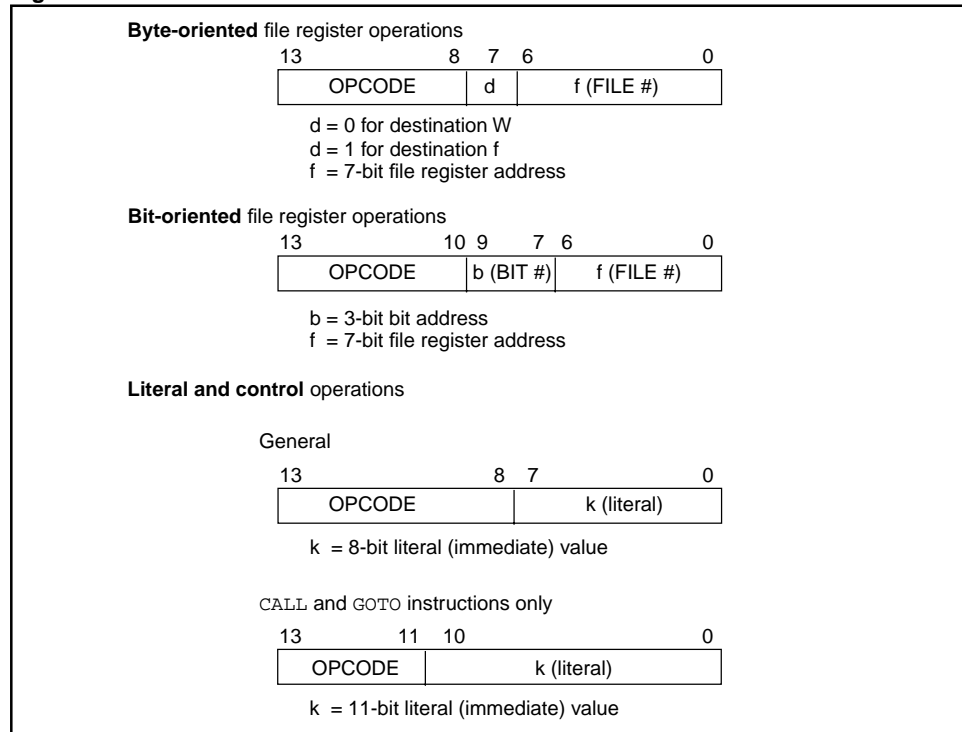 Byte-oriented file register operations
13 8 7 6 0
OPCODE d f (FILE #)
d = 0 for destination W
d = 1 for destination f
f = 7-bit file register address
Bit-oriented file register operations
13 10 9 7 6 0
OPCODE b (BIT #) f (FILE #)
b = 3-bit bit address
f = 7-bit file register address
Literal and control operations
General
13 8 7 0
OPCODE k (literal)
k = 8-bit literal (immediate) value
CALL and GOTO instructions only
13 11 10 0
OPCODE k (literal)
k = 11-bit literal (immediate) value